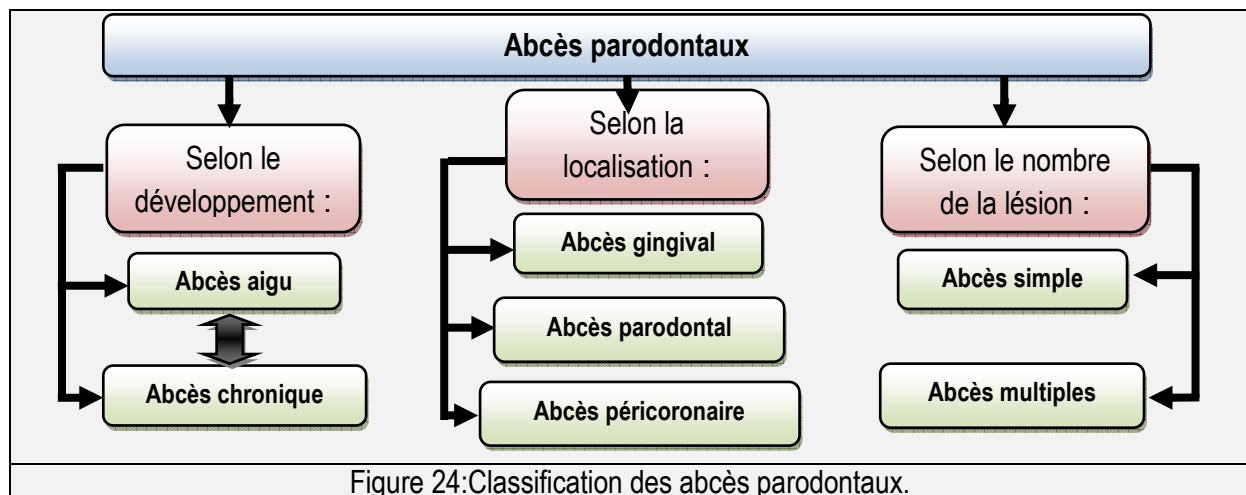 Abcès parodontaux
Selon le
développement :
Abcès aigu
Abcès chronique
Selon la
localisation :
Abcès gingival
Abcès parodontal
Abcès péricoronaire
Selon le nombre
de la lésion :
Abcès simple
Abcès multiples
Figure 24:Classification des abcès parodontaux.